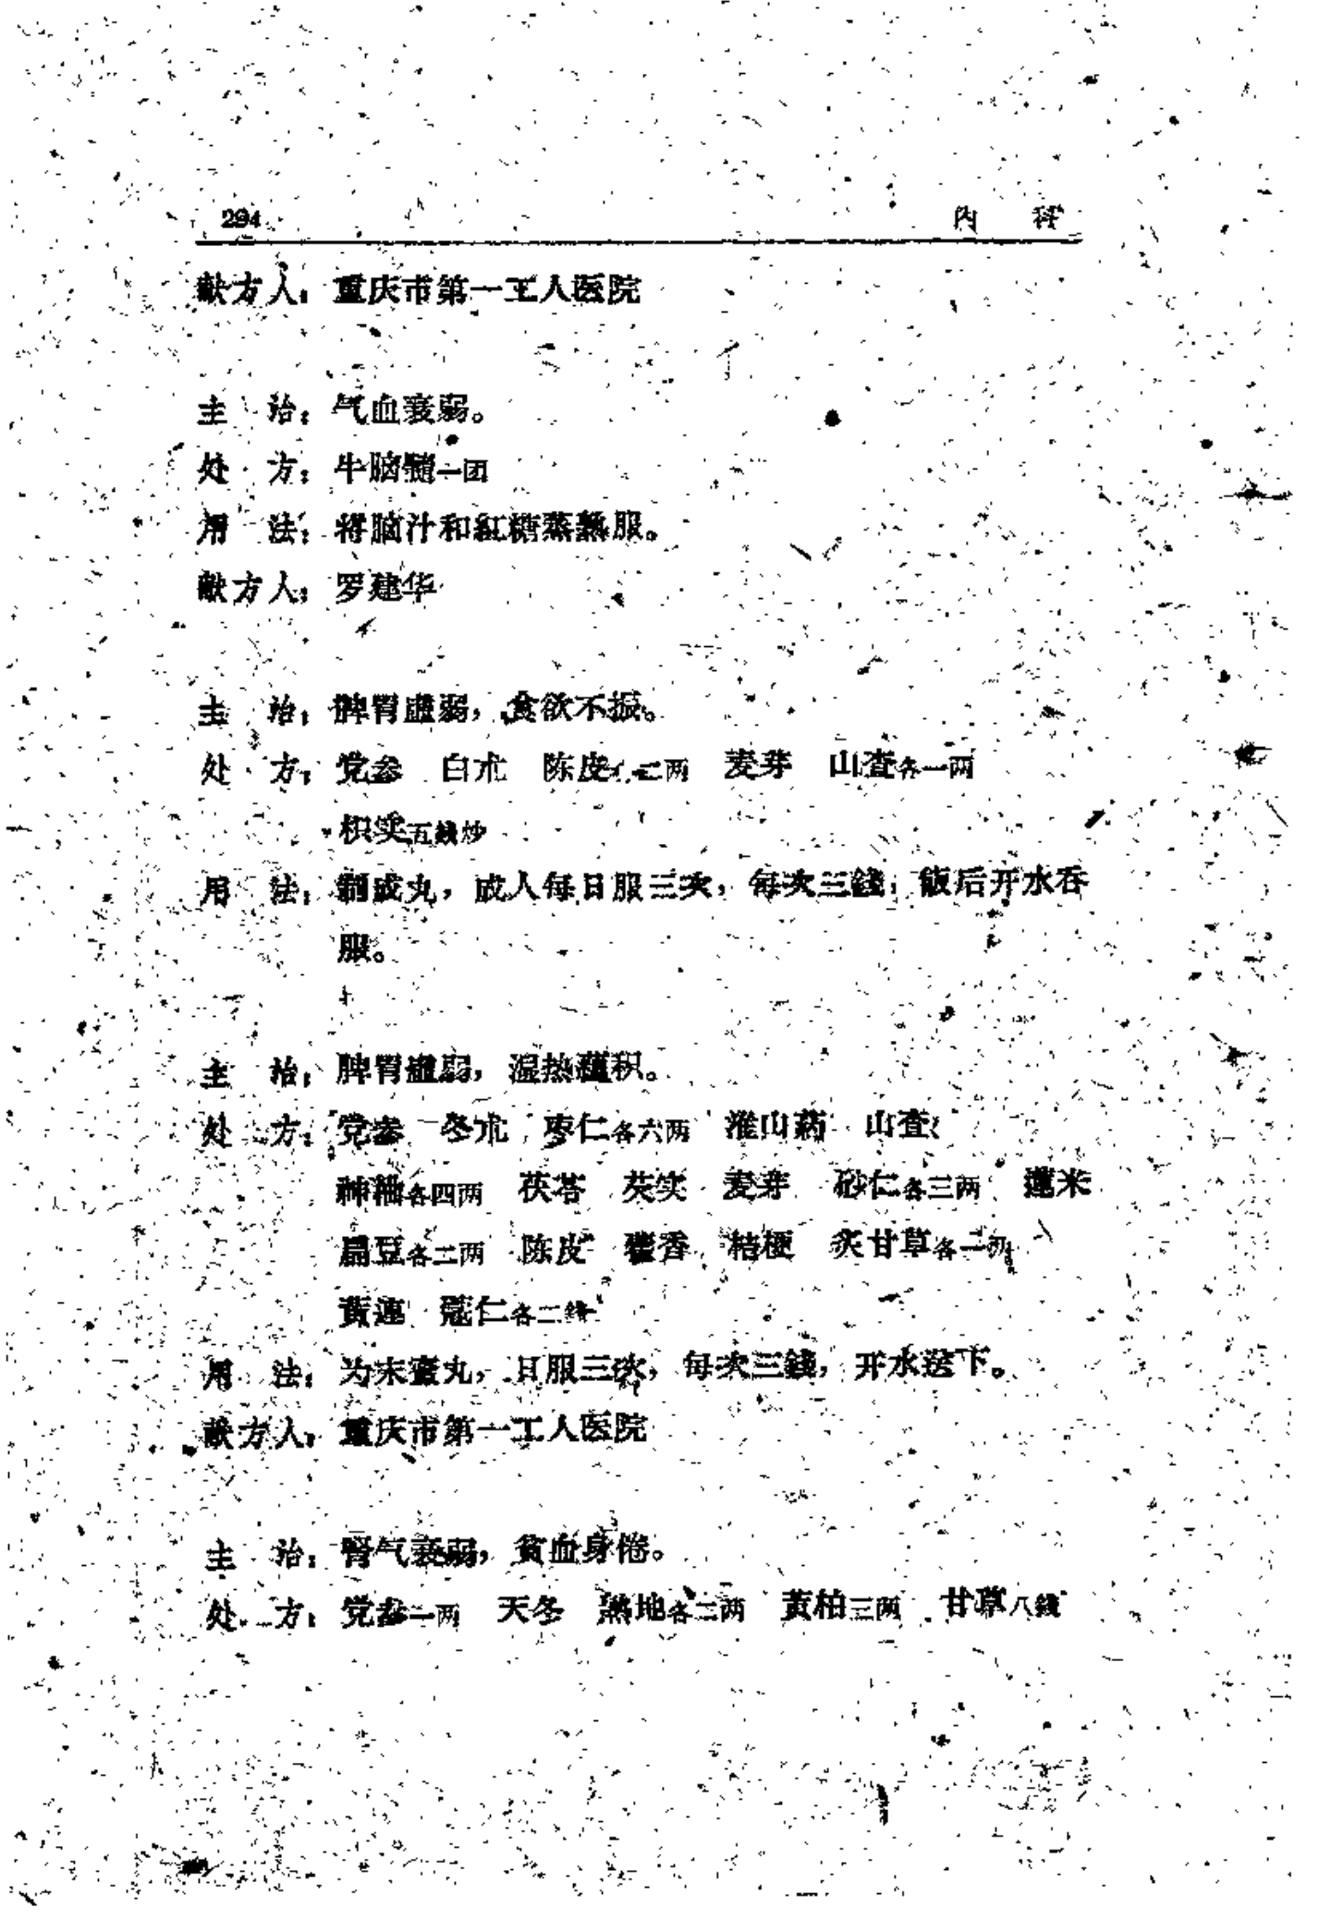 294 内 科
献方人：重庆市第一工人医院
主 治：气血衰弱。
处 方：牛脑髓一团
用 法：将脑汁和紅糖蒸熟服。
献方人：罗建华
主 治：脾胃虛弱，食欲不振。
处 方：党参 白朮 陈皮 二两 麦芽 山查各一两
枳实五錢炒
用 法：制成丸，成人每日服三次，每次三錢，飯后开水吞
服。
主 治：脾胃虛弱，湿热蘊积。
处 方：党参 冬朮 枣仁各六两 淮山葯 山查
神釉各四两 茯苓 芡实 麦芽 砂仁各三两 薏米
扁豆各二两 陈皮 藿香 桔梗 炙甘草各一两
黃連 蔻仁各二錢
用 法：为末蜜丸，日服三次，每次三錢，开水送下。
献方人：重庆市第一工人医院
主 治：腎气衰弱，貧血身倦。
处 方：党参一两 天冬 熟地各二两 黃柏三两 甘草八錢